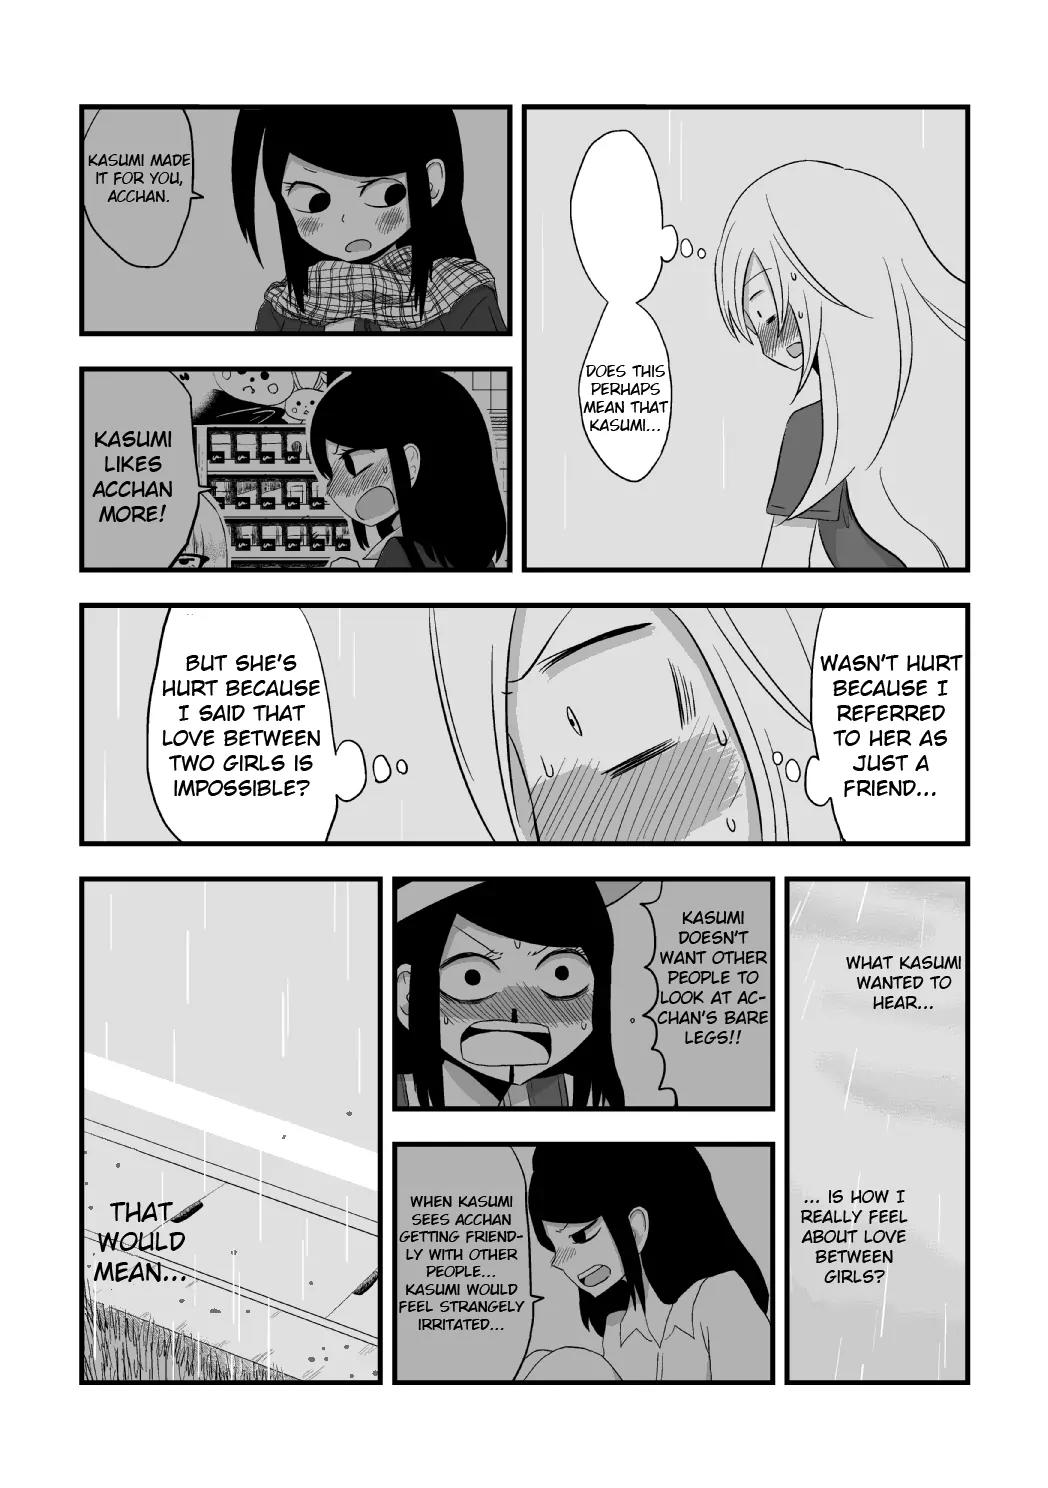 DOES THIS
PERHAPS
MEAN THAT
KASUMI...
KASUMI MADE
IT FOR YOU,
ACCHAN.
KASUMI
LIKES
ACCHAN
MORE!
WASN'T HURT
BECAUSE I
REFERRED
TO HER AS
JUST A
FRIEND...
BUT SHE'S
HURT BECAUSE
I SAID THAT
LOVE BETWEEN
TWO GIRLS IS
IMPOSSIBLE?
WHAT KASUMI
WANTED TO
HEAR...
... IS HOW I
REALLY FEEL
ABOUT LOVE
BETWEEN
GIRLS?
KASUMI
DOESN'T
WANT OTHER
PEOPLE TO
LOOK AT AC-
CHAN'S BARE
LEGS!!
WHEN KASUMI
SEES ACCHAN
GETTING FRIEND-
LY WITH OTHER
PEOPLE...
KASUMI WOULD
FEEL STRANGELY
IRRITATED...
THAT
WOULD
MEAN...